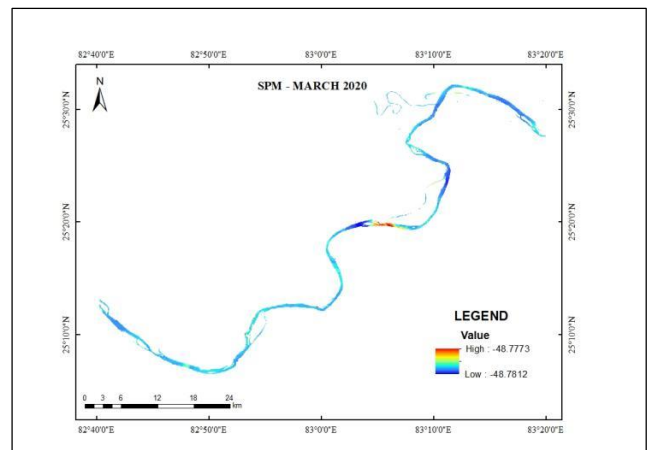 82°40'0"E 82°50'0"E 83°0'0"E 83°10'0"E 83°20'0"E
N
SPM - MARCH 2020
25°30'0"N 25°30'0"N
25°20'0"N 25°20'0"N
LEGEND
Value
High : -48.7773
Low : -48.7812
25°10'0"N 25°10'0"N
0 3 6 12 18 24
km
82°40'0"E 82°50'0"E 83°0'0"E 83°10'0"E 83°20'0"E